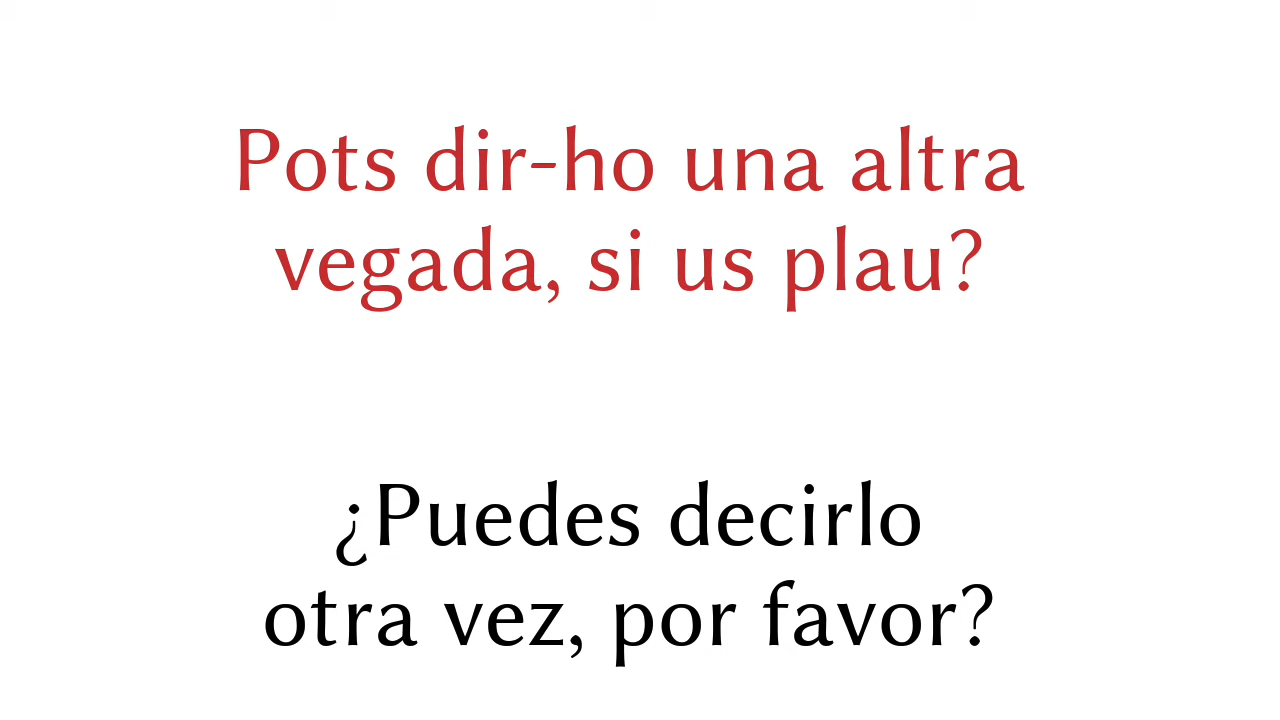 Pots dir-ho una altra
vegada, si us plau?
¿Puedes decirlo
otra vez, por favor?